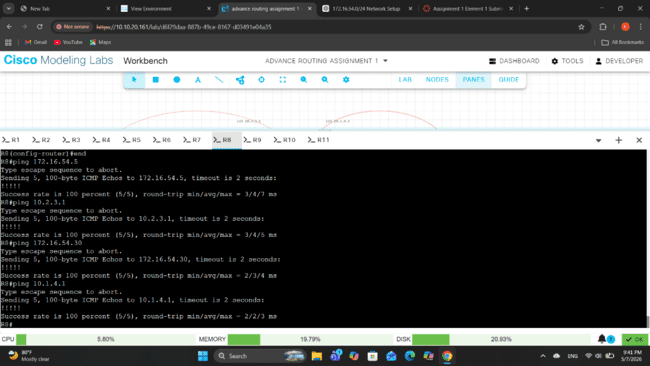 New Tab
View Environment
advance routing assignment 1
172.16.54.0/24 Network Setup
Assignment 1 Element 1 Submi
Not secure https://10.10.20.161/lab/d6f29daa-887b-49ce-8167-d03491e04a35
Gmail
YouTube
Maps
All Bookmarks
Cisco Modeling Labs
Workbench
ADVANCE ROUTING ASSIGNMENT 1
DASHBOARD
TOOLS
DEVELOPER
LAB
NODES
PANES
GUIDE
R1
R2
R3
R4
R5
R6
R7
R8
R9
R10
R11
R8(config-router)#end
R8#ping 172.16.54.5
Type escape sequence to abort.
Sending 5, 100-byte ICMP Echos to 172.16.54.5, timeout is 2 seconds:
!!!!!
Success rate is 100 percent (5/5), round-trip min/avg/max = 3/4/7 ms
R8#ping 10.2.3.1
Type escape sequence to abort.
Sending 5, 100-byte ICMP Echos to 10.2.3.1, timeout is 2 seconds:
!!!!!
Success rate is 100 percent (5/5), round-trip min/avg/max = 3/4/6 ms
R8#ping 172.16.54.30
Type escape sequence to abort.
Sending 5, 100-byte ICMP Echos to 172.16.54.30, timeout is 2 seconds:
!!!!!
Success rate is 100 percent (5/5), round-trip min/avg/max = 2/3/4 ms
R8#ping 10.1.4.1
Type escape sequence to abort.
Sending 5, 100-byte ICMP Echos to 10.1.4.1, timeout is 2 seconds:
!!!!!
Success rate is 100 percent (5/5), round-trip min/avg/max = 2/2/3 ms
R8#
CPU
5.80%
MEMORY
19.79%
DISK
20.93%
OK
80°F
Mostly clear
Search
ENG
9:41 PM
5/7/2026